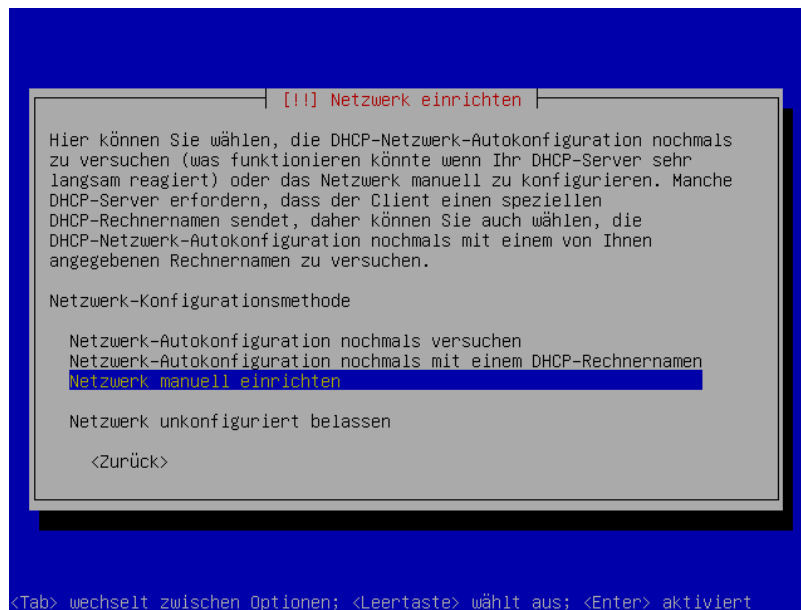 [!!] Netzwerk einrichten
Hier können Sie wählen, die DHCP-Netzwerk-Autokonfiguration nochmals
zu versuchen (was funktionieren könnte wenn Ihr DHCP-Server sehr
langsam reagiert) oder das Netzwerk manuell zu konfigurieren. Manche
DHCP-Server erfordern, dass der Client einen speziellen
DHCP-Rechnernamen sendet, daher können Sie auch wählen, die
DHCP-Netzwerk-Autokonfiguration nochmals mit einem von Ihnen
angegebenen Rechnernamen zu versuchen.
Netzwerk-Konfigurationsmethode
Netzwerk-Autokonfiguration nochmals versuchen
Netzwerk-Autokonfiguration nochmals mit einem DHCP-Rechnernamen
Netzwerk manuell einrichten
Netzwerk unkonfiguriert belassen
<Zurück>
<Tab> wechselt zwischen Optionen; <Leertaste> wählt aus; <Enter> aktiviert